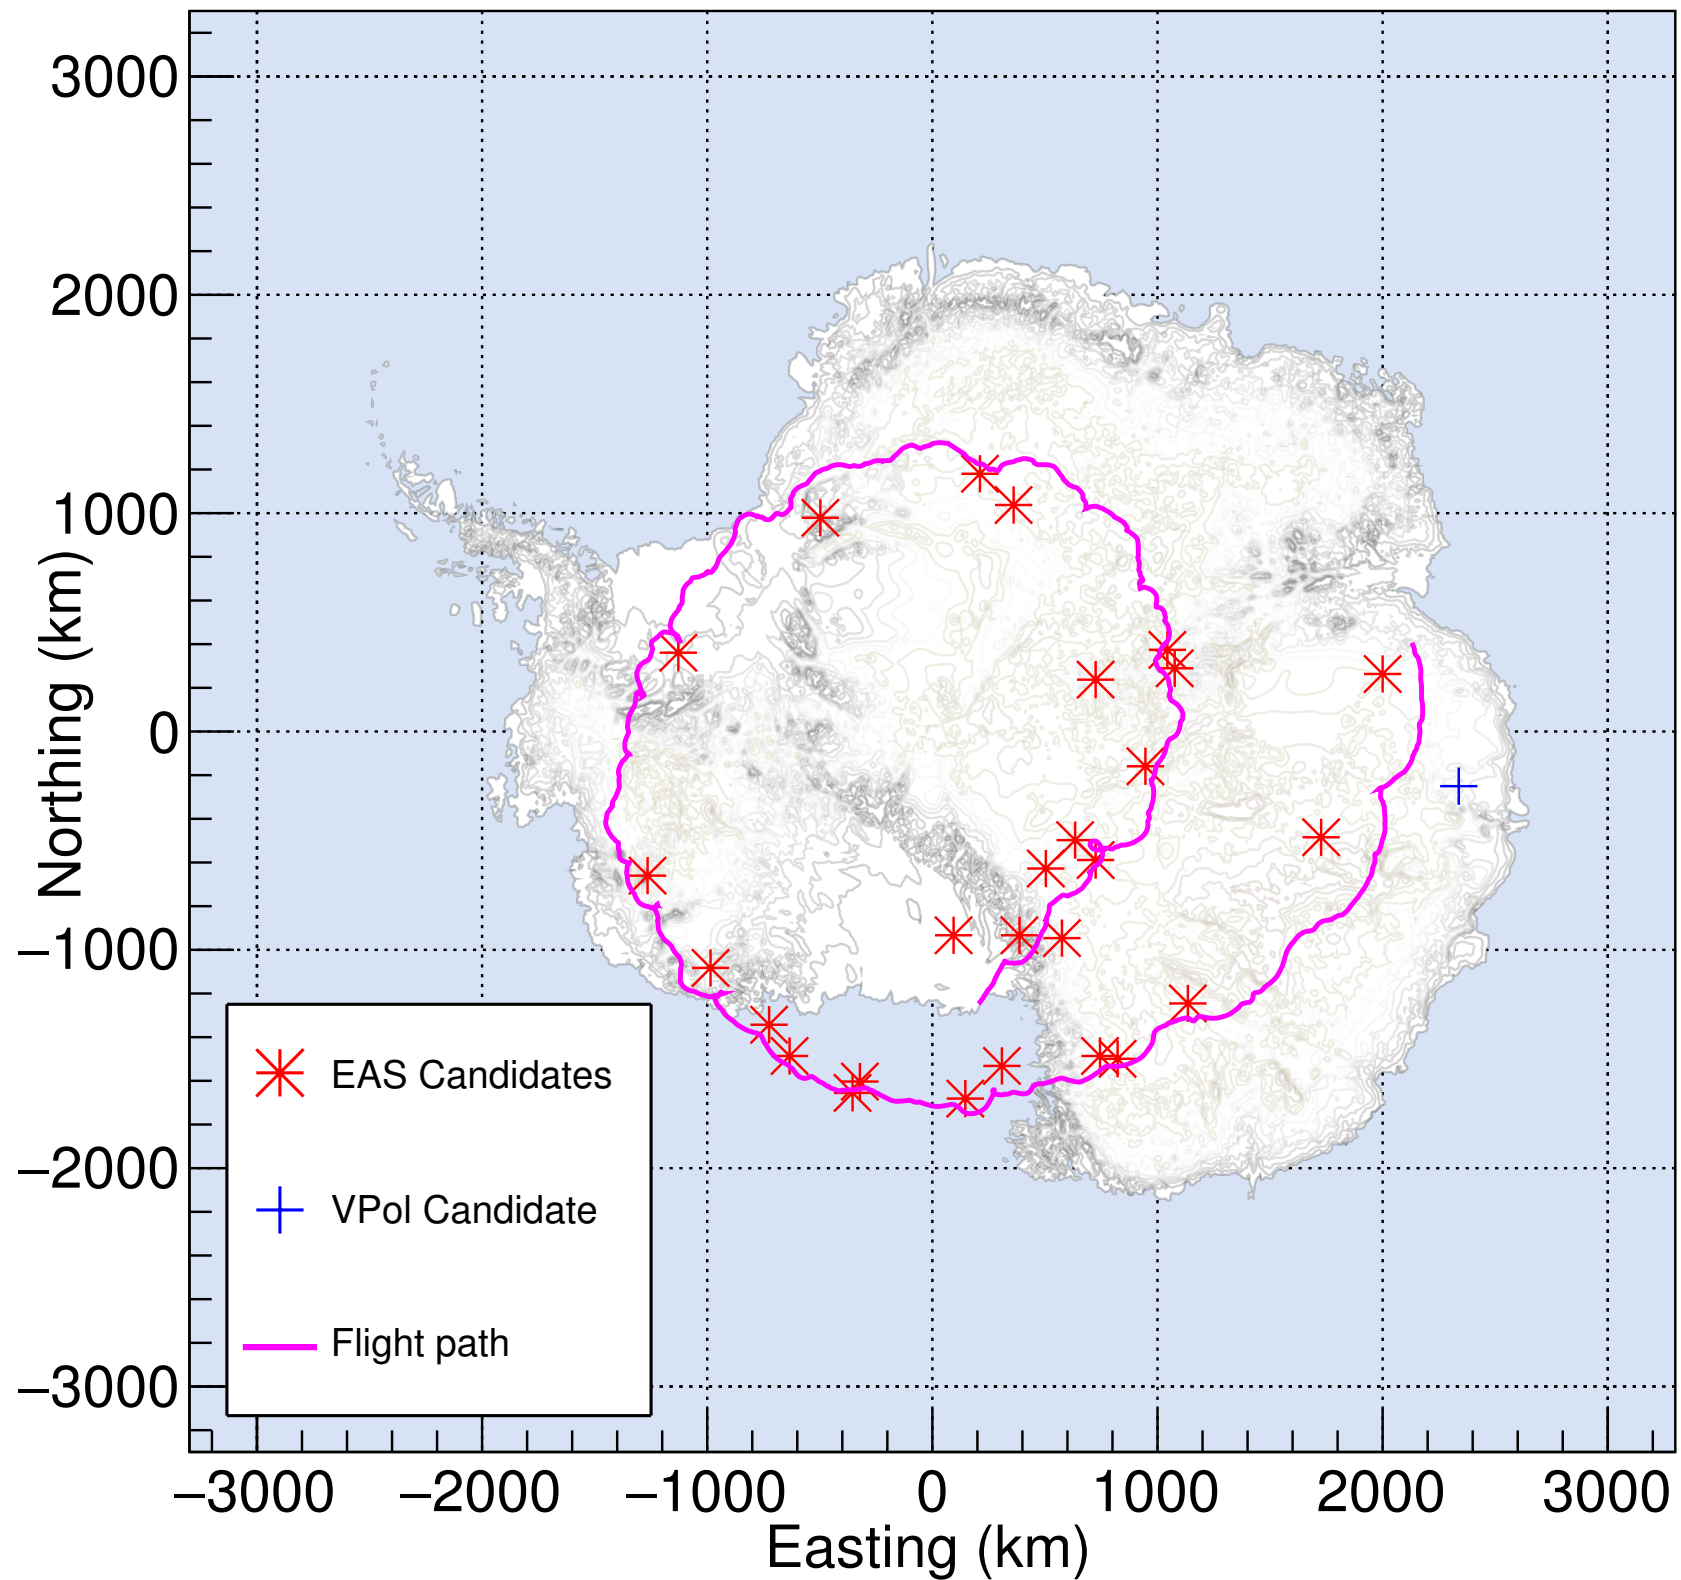 3000
2000
1000
0
−1000
−2000
−3000
Northing (km)
EAS Candidates
VPol Candidate
Flight path
−3000 −2000 −1000 0 1000 2000 3000
Easting (km)